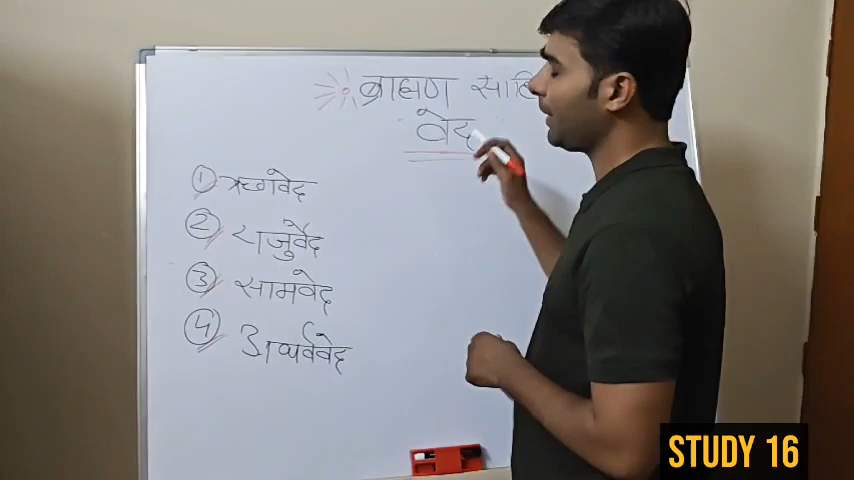 ब्राह्मण साहि
वेद
① ऋग्वेद
② यजुर्वेद
③ सामवेद
④ अथर्ववेद
STUDY 16